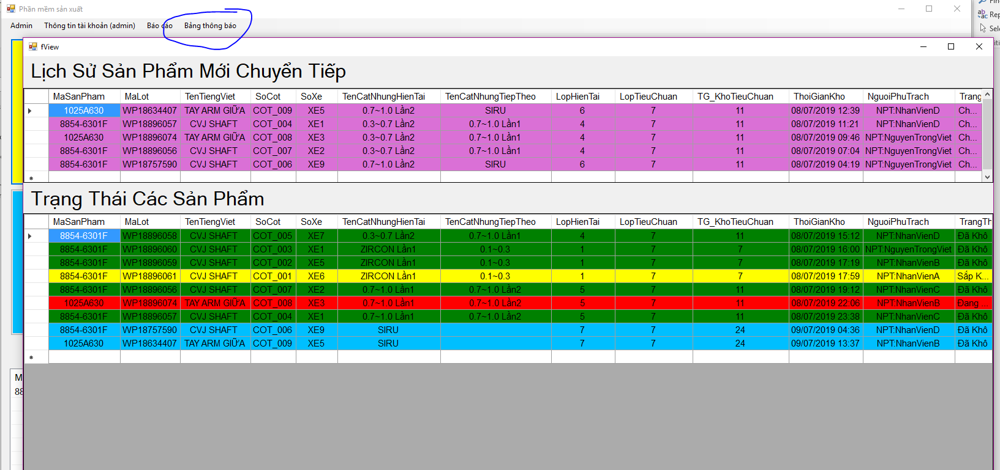 Phần mềm sản xuất
Admin Thông tin tài khoản (admin) Báo cáo Bảng thông báo
fView
Lịch Sử Sản Phẩm Mới Chuyển Tiếp
MaSanPham MaLot TenTiengViet SoCot SoXe TenCatNhungHienTai TenCatNhungTiepTheo LopHienTai LopTieuChuan TG_KhoTieuChuan ThoiGianKho NguoiPhuTrach Trang
1025A630 WP18634407 TAY ARM GIỮA COT_009 XE5 0.7~1.0 Lần2 SIRU 6 7 11 08/07/2019 12:39 NPT:NhanVienD Ch...
8854-6301F WP18896057 CVJ SHAFT COT_004 XE1 0.3~0.7 Lần2 0.7~1.0 Lần1 4 7 11 08/07/2019 11:21 NPT:NhanVienD Ch...
1025A630 WP18896074 TAY ARM GIỮA COT_008 XE3 0.3~0.7 Lần2 0.7~1.0 Lần1 4 7 11 08/07/2019 09:46 NPT:NguyenTrongViet Ch...
8854-6301F WP18896056 CVJ SHAFT COT_007 XE2 0.3~0.7 Lần2 0.7~1.0 Lần1 4 7 11 08/07/2019 07:04 NPT:NguyenTrongViet Ch...
8854-6301F WP18757590 CVJ SHAFT COT_006 XE9 0.7~1.0 Lần2 SIRU 6 7 11 08/07/2019 04:19 NPT:NguyenTrongViet Ch...
Trạng Thái Các Sản Phẩm
MaSanPham MaLot TenTiengViet SoCot SoXe TenCatNhungHienTai TenCatNhungTiepTheo LopHienTai LopTieuChuan TG_KhoTieuChuan ThoiGianKho NguoiPhuTrach TrangTh
8854-6301F WP18896058 CVJ SHAFT COT_005 XE7 0.3~0.7 Lần2 0.7~1.0 Lần1 4 7 11 08/07/2019 15:12 NPT:NhanVienD Đã Khô
8854-6301F WP18896060 CVJ SHAFT COT_003 XE1 ZIRCON Lần1 0.1~0.3 1 7 7 08/07/2019 16:00 NPT:NguyenTrongViet Đã Khô
8854-6301F WP18896059 CVJ SHAFT COT_002 XE5 ZIRCON Lần1 0.1~0.3 1 7 7 08/07/2019 17:19 NPT:NhanVienB Đã Khô
8854-6301F WP18896061 CVJ SHAFT COT_001 XE6 ZIRCON Lần1 0.1~0.3 1 7 7 08/07/2019 17:59 NPT:NhanVienA Sắp K...
8854-6301F WP18896056 CVJ SHAFT COT_007 XE2 0.7~1.0 Lần1 0.7~1.0 Lần2 5 7 11 08/07/2019 19:12 NPT:NhanVienC Đã Khô
1025A630 WP18896074 TAY ARM GIỮA COT_008 XE3 0.7~1.0 Lần1 0.7~1.0 Lần2 5 7 11 08/07/2019 22:06 NPT:NhanVienB Đang ...
8854-6301F WP18896057 CVJ SHAFT COT_004 XE1 0.7~1.0 Lần1 0.7~1.0 Lần2 5 7 11 08/07/2019 23:38 NPT:NhanVienC Đã Khô
8854-6301F WP18757590 CVJ SHAFT COT_006 XE9 SIRU 7 7 24 09/07/2019 04:36 NPT:NhanVienD Đã Khô
1025A630 WP18634407 TAY ARM GIỮA COT_009 XE5 SIRU 7 7 24 09/07/2019 13:37 NPT:NhanVienB Đã Khô